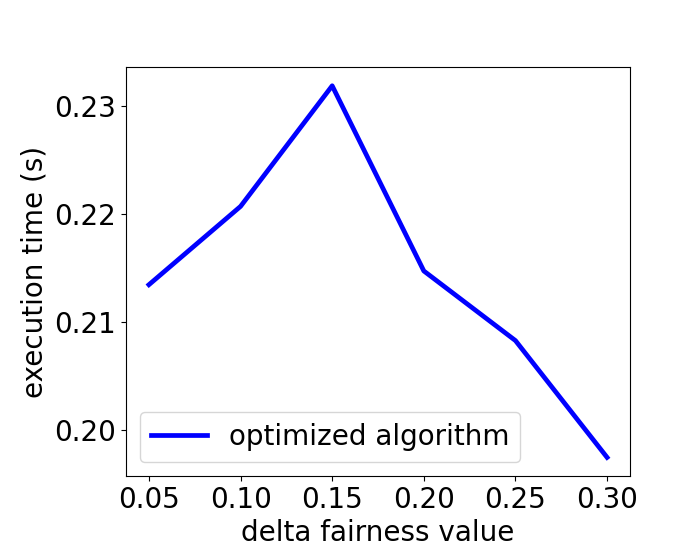 0.23
0.22
0.21
0.20
execution time (s)
optimized algorithm
0.05 0.10 0.15 0.20 0.25 0.30
delta fairness value